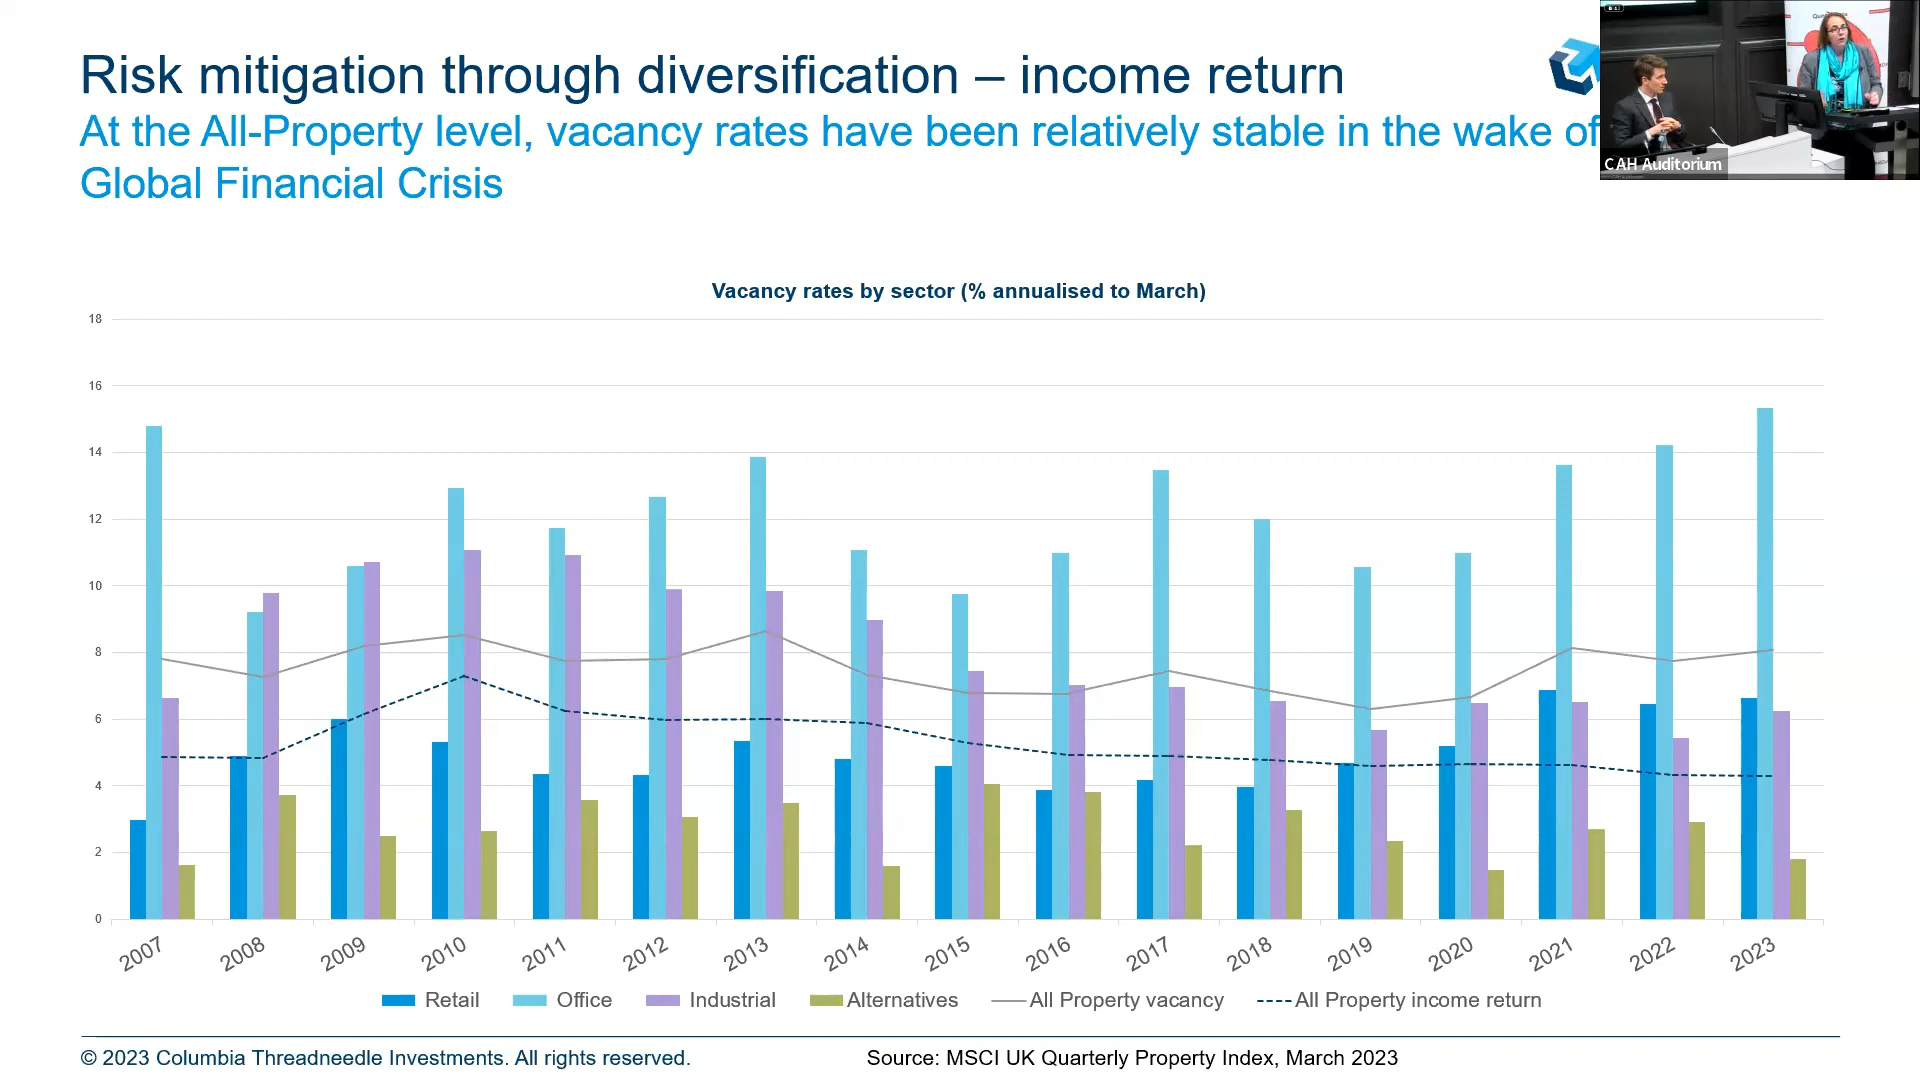 Risk mitigation through diversification – income return
At the All-Property level, vacancy rates have been relatively stable in the wake of
Global Financial Crisis
CAH Auditorium
Vacancy rates by sector (% annualised to March)
18
16
14
12
10
8
6
4
2
0
2007 2008 2009 2010 2011 2012 2013 2014 2015 2016 2017 2018 2019 2020 2021 2022 2023
Retail Office Industrial Alternatives All Property vacancy All Property income return
© 2023 Columbia Threadneedle Investments. All rights reserved. Source: MSCI UK Quarterly Property Index, March 2023